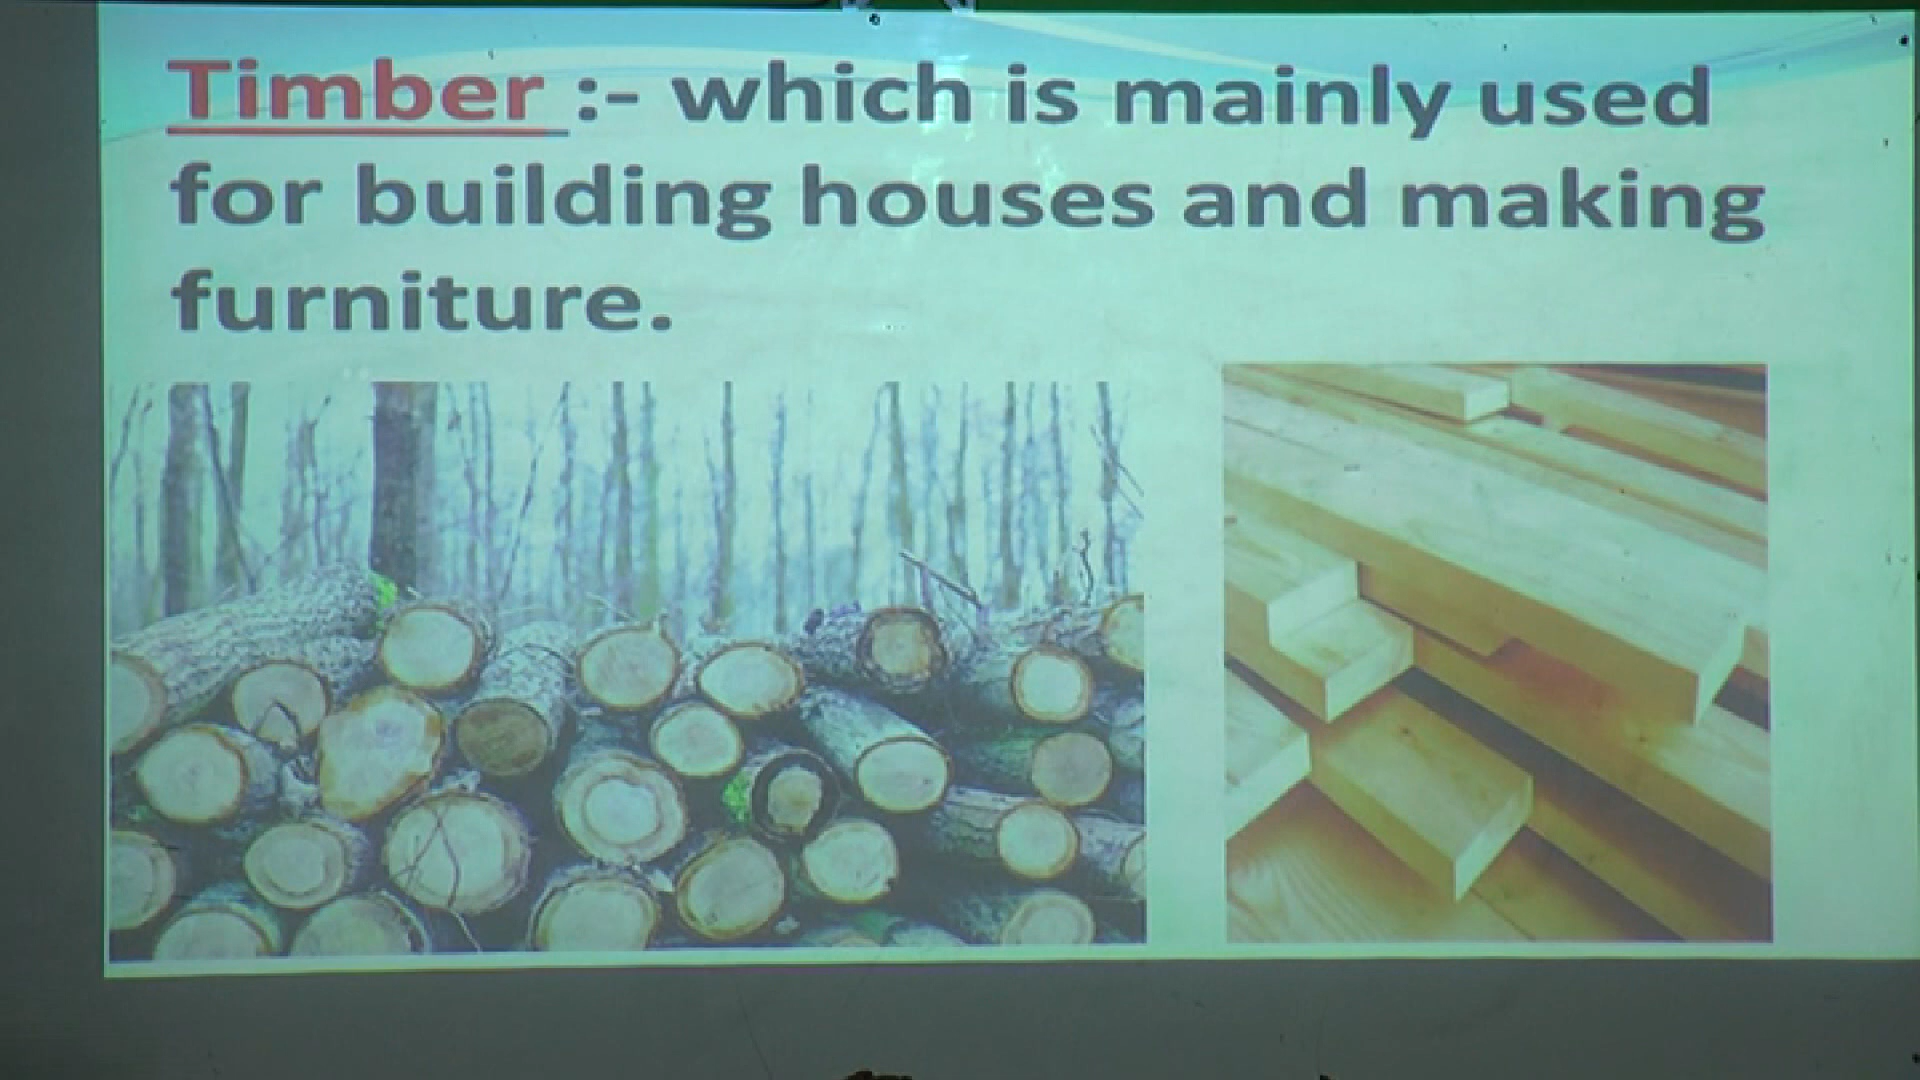 Timber :- which is mainly used
for building houses and making
furniture.